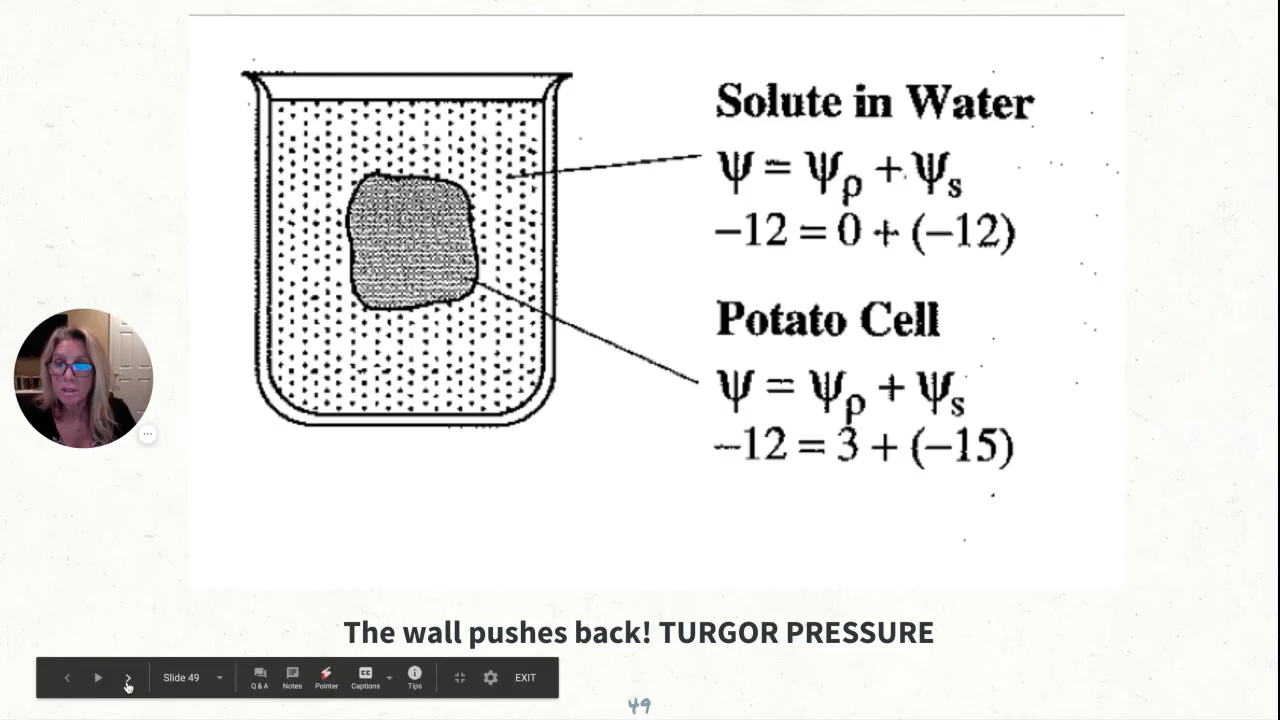 Solute in Water
Ψ = Ψρ + Ψs
−12 = 0 + (−12)
Potato Cell
Ψ = Ψρ + Ψs
−12 = 3 + (−15)
The wall pushes back! TURGOR PRESSURE
Slide 49
Q & A
Notes
Pointer
CC
Captions
Tips
EXIT
49